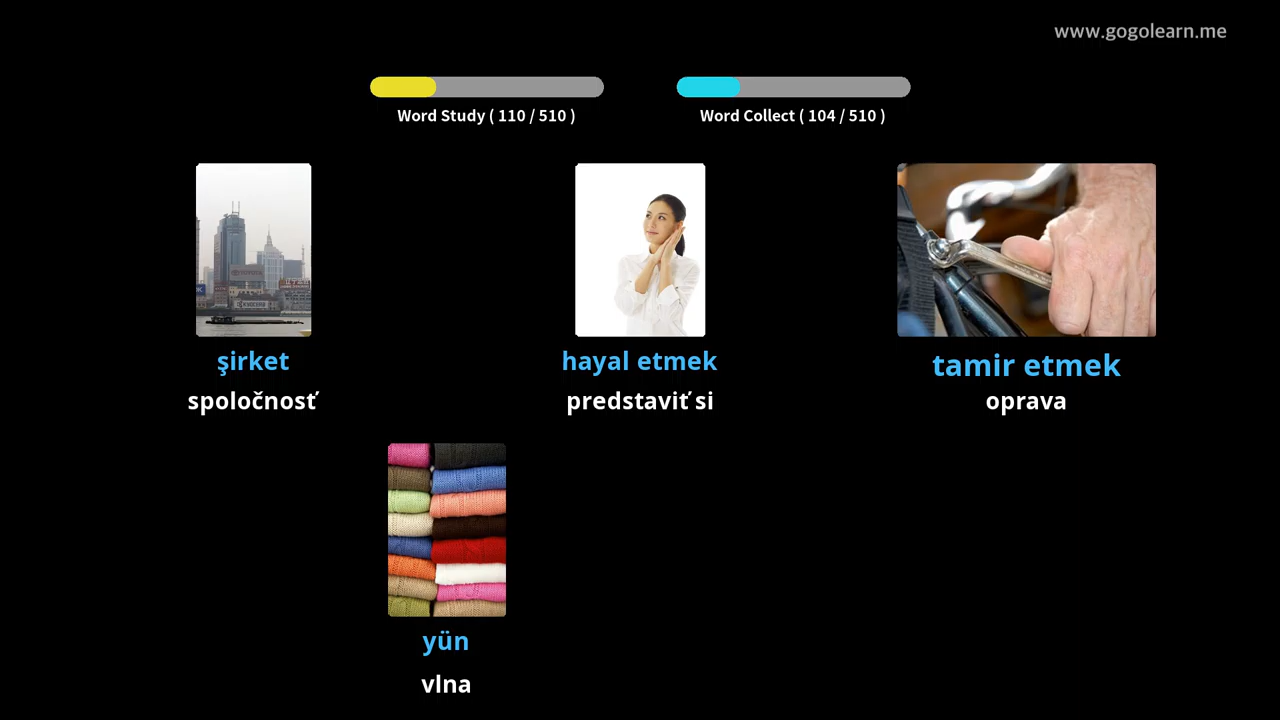 www.gogolearn.me
Word Study ( 110 / 510 )
Word Collect ( 104 / 510 )
TOYOTA
şirket
hayal etmek
tamir etmek
spoločnosť
predstaviť si
oprava
yün
vlna